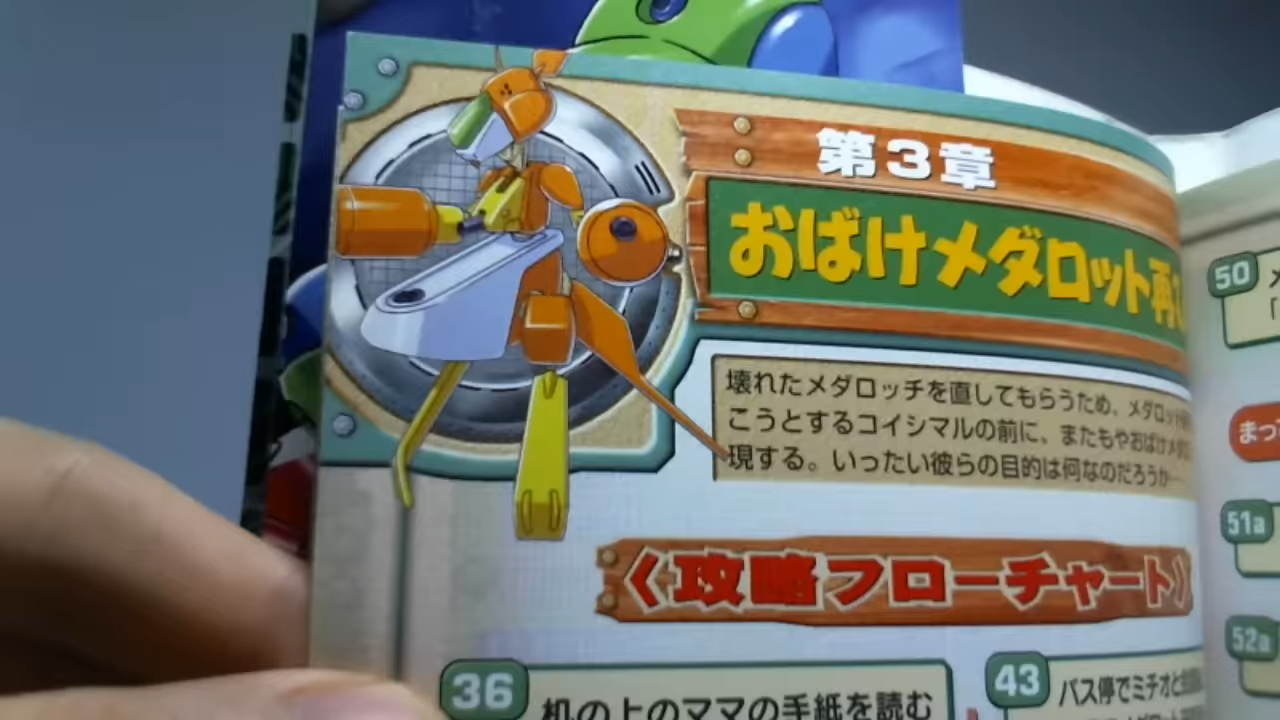 第3章
おばけメダロット再
壊れたメダロッチを直してもらうため、メダロット
こうとするコイシマルの前に、またもやおばけメ
現する。いったい彼らの目的は何なのだろうか…
〈攻略フローチャート〉
36
机の上のママの手紙を読む
43
バス停でミチオと
50
メ
まっ
51a
52a